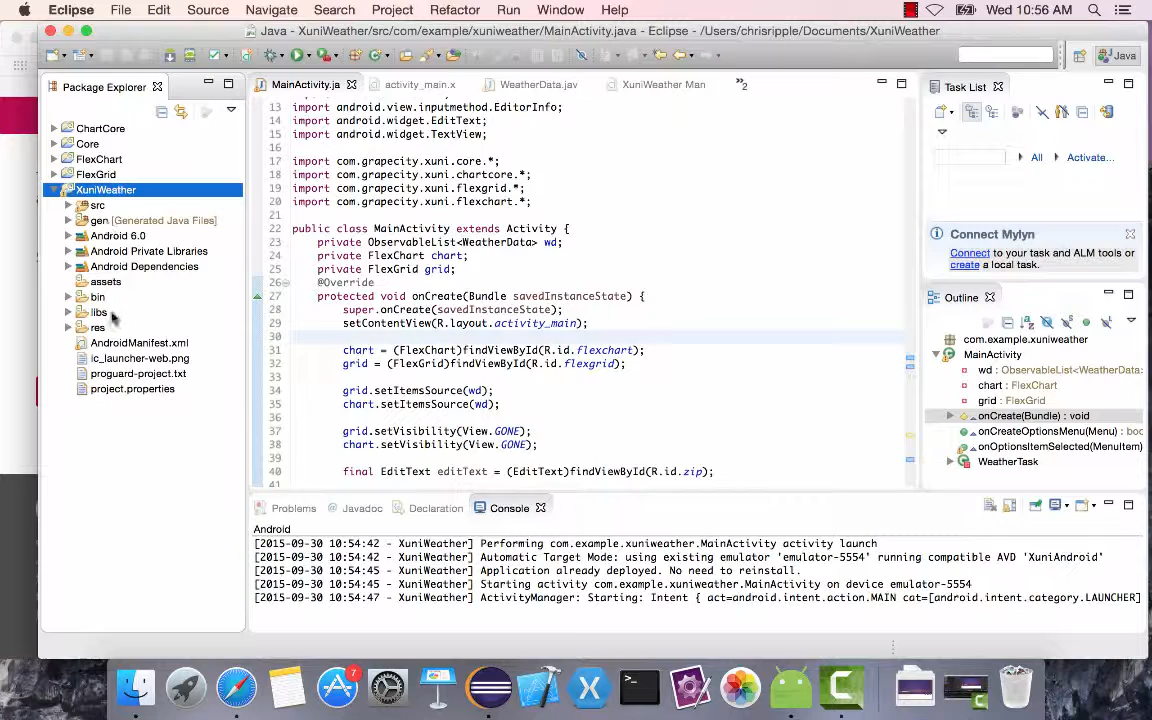 Eclipse File Edit Source Navigate Search Project Refactor Run Window Help Wed 10:56 AM
Java - XuniWeather/src/com/example/xuniweather/MainActivity.java - Eclipse - /Users/chrisripple/Documents/XuniWeather
Java
Package Explorer
ChartCore
Core
FlexChart
FlexGrid
XuniWeather
src
gen [Generated Java Files]
Android 6.0
Android Private Libraries
Android Dependencies
assets
bin
libs
res
AndroidManifest.xml
ic_launcher-web.png
proguard-project.txt
project.properties
MainActivity.ja activity_main.x WeatherData.jav XuniWeather Man »2
13 import android.view.inputmethod.EditorInfo;
14 import android.widget.EditText;
15 import android.widget.TextView;
16
17 import com.grapecity.xuni.core.*;
18 import com.grapecity.xuni.chartcore.*;
19 import com.grapecity.xuni.flexgrid.*;
20 import com.grapecity.xuni.flexchart.*;
21
22 public class MainActivity extends Activity {
23 private ObservableList<WeatherData> wd;
24 private FlexChart chart;
25 private FlexGrid grid;
26 @Override
27 protected void onCreate(Bundle savedInstanceState) {
28 super.onCreate(savedInstanceState);
29 setContentView(R.layout.activity_main);
30
31 chart = (FlexChart)findViewById(R.id.flexchart);
32 grid = (FlexGrid)findViewById(R.id.flexgrid);
33
34 grid.setItemsSource(wd);
35 chart.setItemsSource(wd);
36
37 grid.setVisibility(View.GONE);
38 chart.setVisibility(View.GONE);
39
40 final EditText editText = (EditText)findViewById(R.id.zip);
41
Problems Javadoc Declaration Console
Android
[2015-09-30 10:54:42 - XuniWeather] Performing com.example.xuniweather.MainActivity activity launch
[2015-09-30 10:54:42 - XuniWeather] Automatic Target Mode: using existing emulator 'emulator-5554' running compatible AVD 'XuniAndroid'
[2015-09-30 10:54:45 - XuniWeather] Application already deployed. No need to reinstall.
[2015-09-30 10:54:45 - XuniWeather] Starting activity com.example.xuniweather.MainActivity on device emulator-5554
[2015-09-30 10:54:47 - XuniWeather] ActivityManager: Starting: Intent { act=android.intent.action.MAIN cat=[android.intent.category.LAUNCHER]
Task List
All Activate...
Connect Mylyn
Connect to your task and ALM tools or
create a local task.
Outline
com.example.xuniweather
MainActivity
wd : ObservableList<WeatherData>
chart : FlexChart
grid : FlexGrid
onCreate(Bundle) : void
onCreateOptionsMenu(Menu) : boo
onOptionsItemSelected(MenuItem)
WeatherTask
7